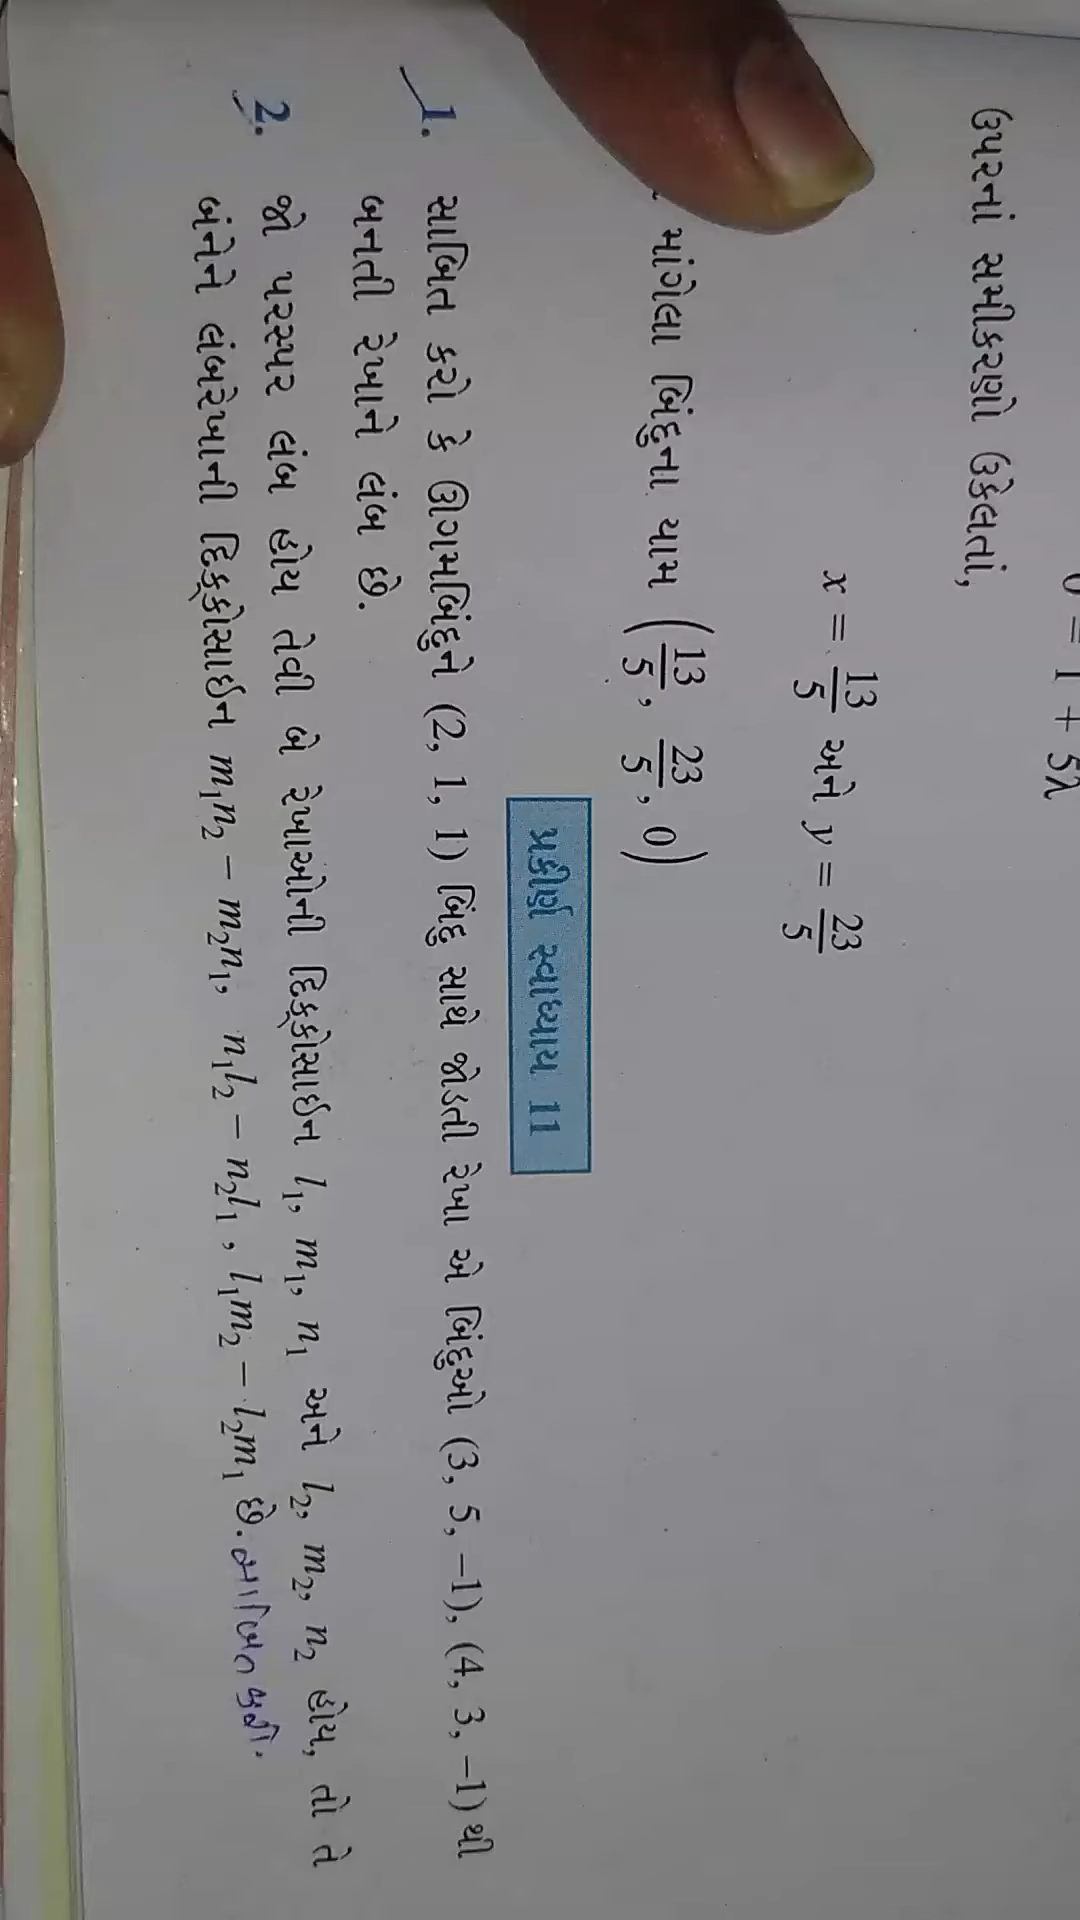 = 1 + 5λ
ઉપરનાં સમીકરણો ઉકેલતાં,
x = 13/5 અને y = 23/5
માંગેલા બિંદુના યામ (13/5, 23/5, 0)
પ્રકીર્ણ સ્વાધ્યાય 11
1. સાબિત કરો કે ઊગમબિંદુને (2, 1, 1) બિંદુ સાથે જોડતી રેખા એ બિંદુઓ (3, 5, −1), (4, 3, −1) થી
બનતી રેખાને લંબ છે.
2. જો પરસ્પર લંબ હોય તેવી બે રેખાઓની દિક્કોસાઈન l₁, m₁, n₁ અને l₂, m₂, n₂ હોય, તો તે
બંનેને લંબરેખાની દિક્કોસાઈન m₁n₂ − m₂n₁, n₁l₂ − n₂l₁, l₁m₂ − l₂m₁ છે. સાબિત કરો.